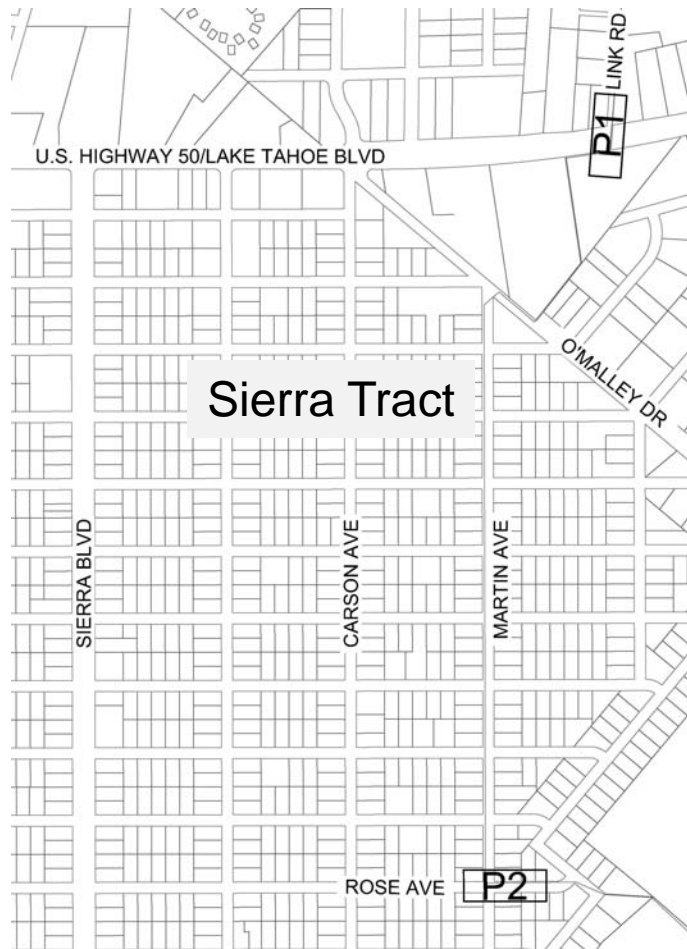 LINK RD
P1
U.S. HIGHWAY 50/LAKE TAHOE BLVD
O'MALLEY DR
Sierra Tract
SIERRA BLVD
CARSON AVE
MARTIN AVE
ROSE AVE
P2